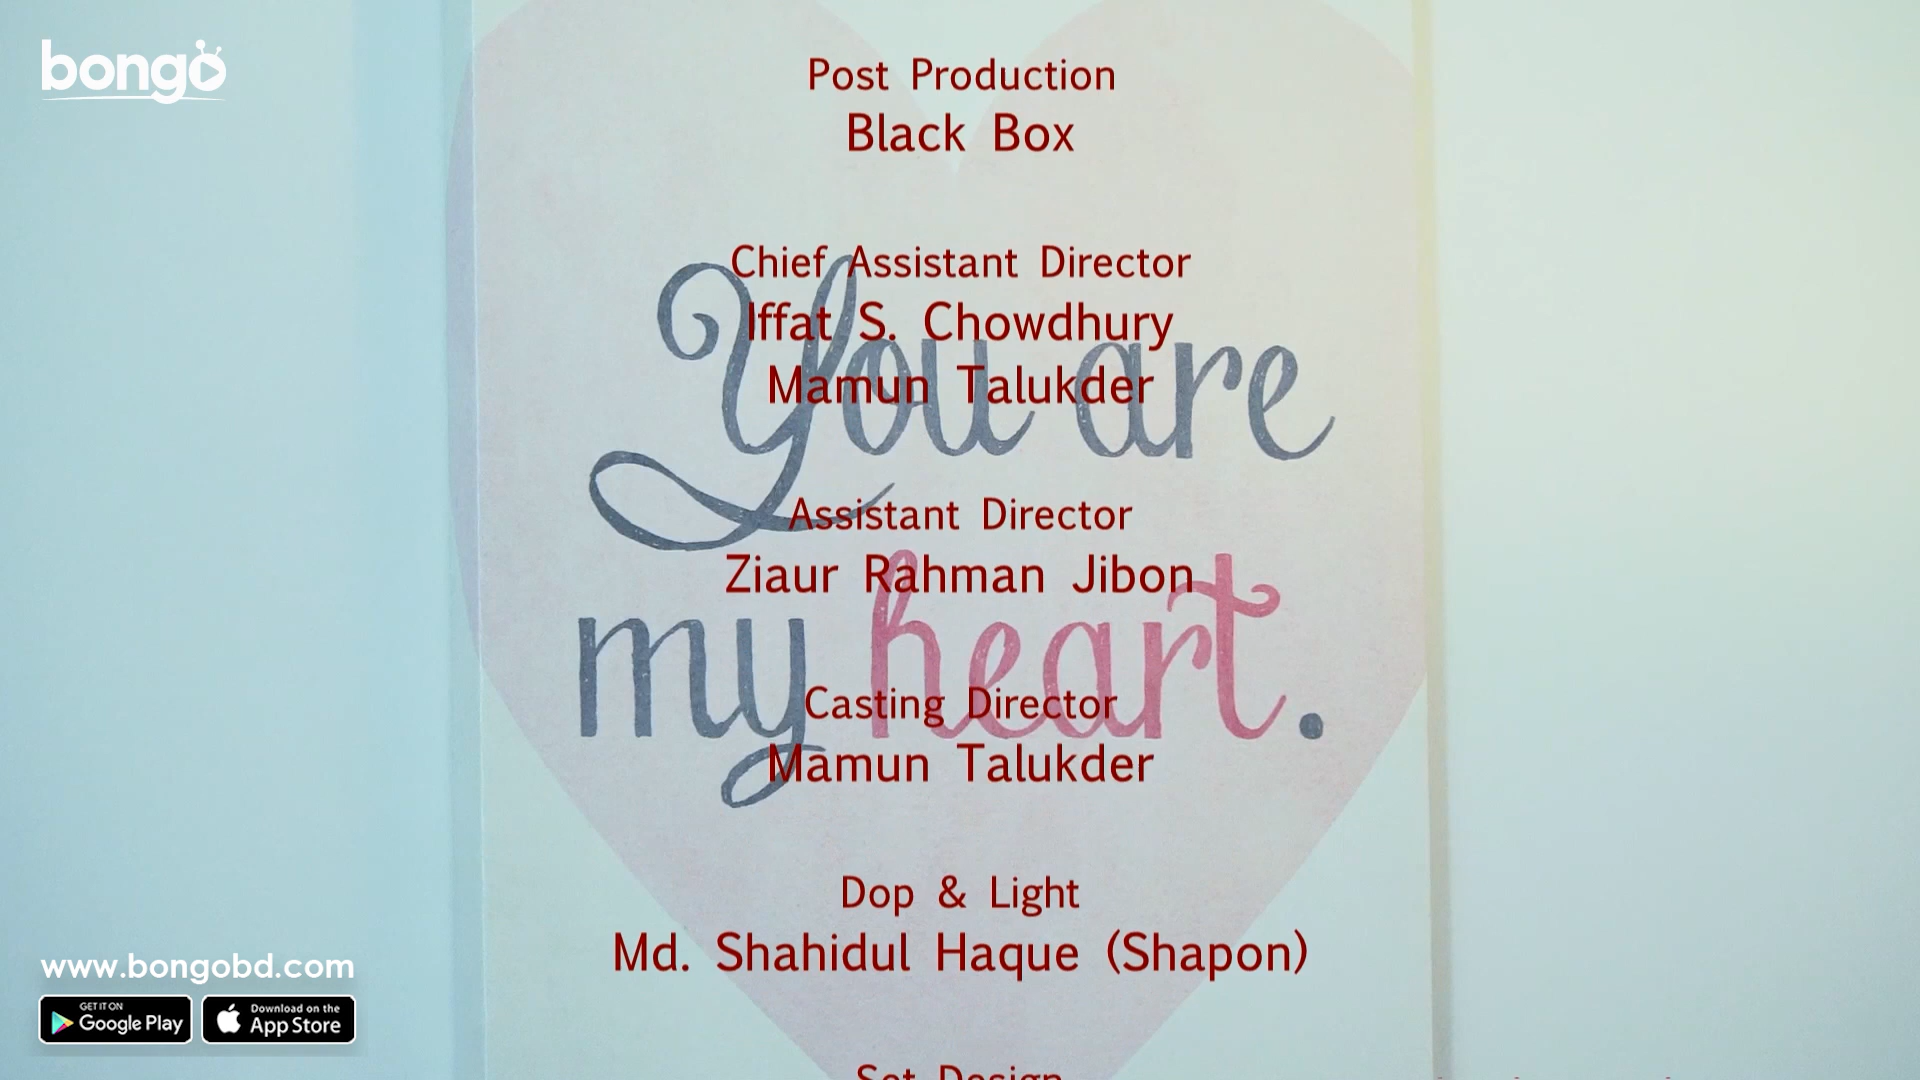 bongo
Post Production
Black Box
Chief Assistant Director
Iffat S. Chowdhury
Mamun Talukder
You are
Assistant Director
Ziaur Rahman Jibon
my heart.
Casting Director
Mamun Talukder
Dop & Light
Md. Shahidul Haque (Shapon)
www.bongobd.com
GET IT ON
Google Play
Download on the
App Store
Set Design